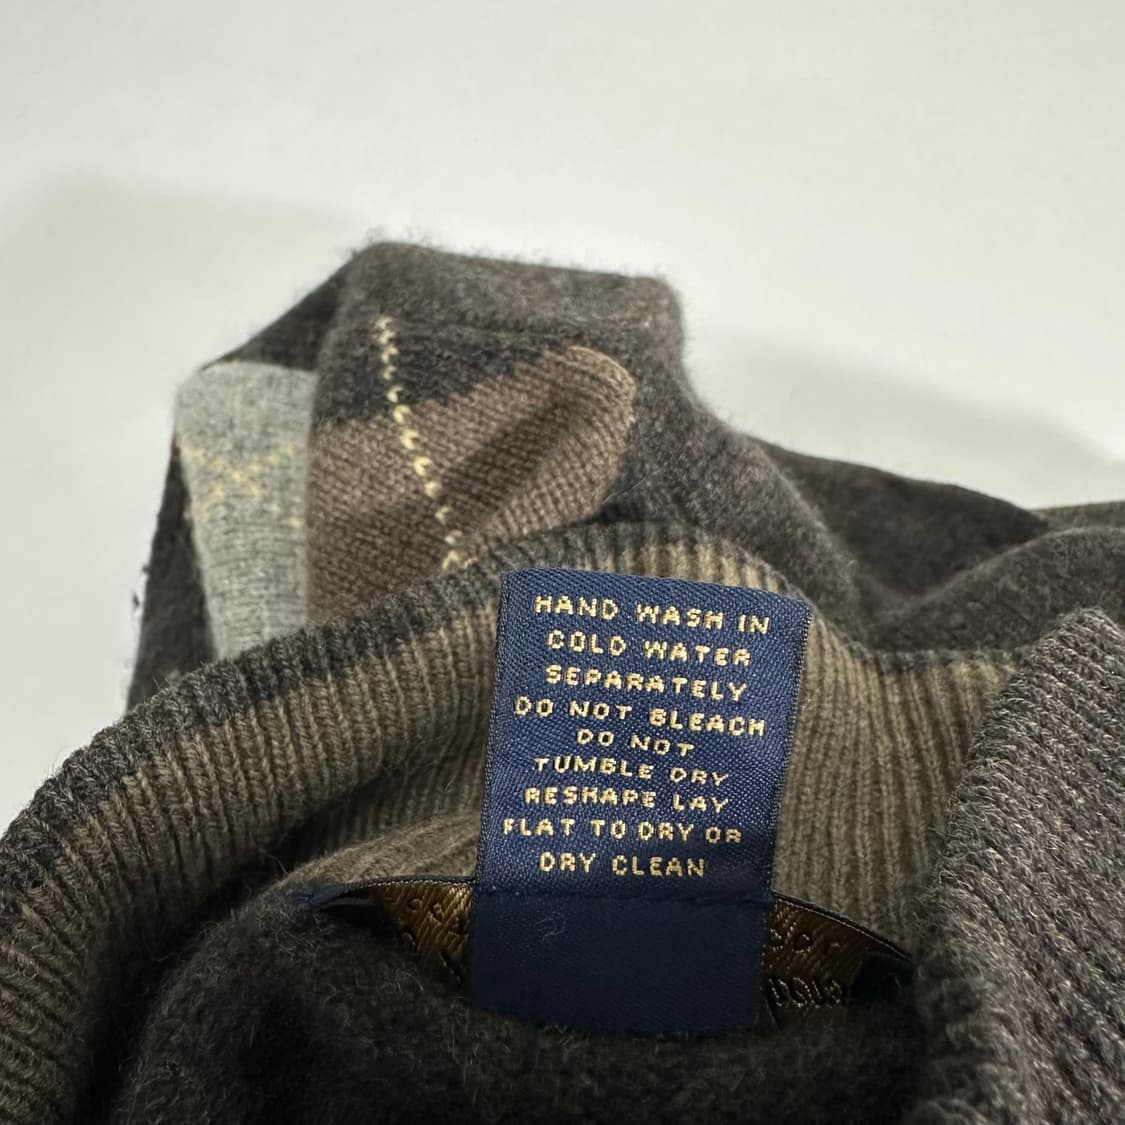 HAND WASH IN
COLD WATER
SEPARATELY
DO NOT BLEACH
DO NOT
TUMBLE DRY
RESHAPE LAY
FLAT TO DRY OR
DRY CLEAN